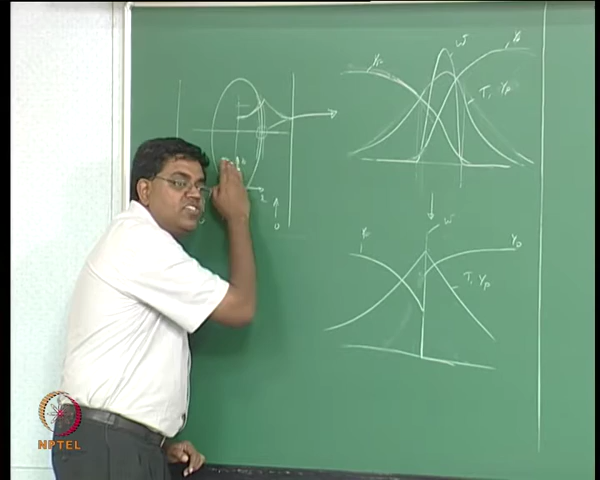 Y_F
ω
Y_O
T, Y_P
ω
Y_F
Y_O
T, Y_P
NPTEL